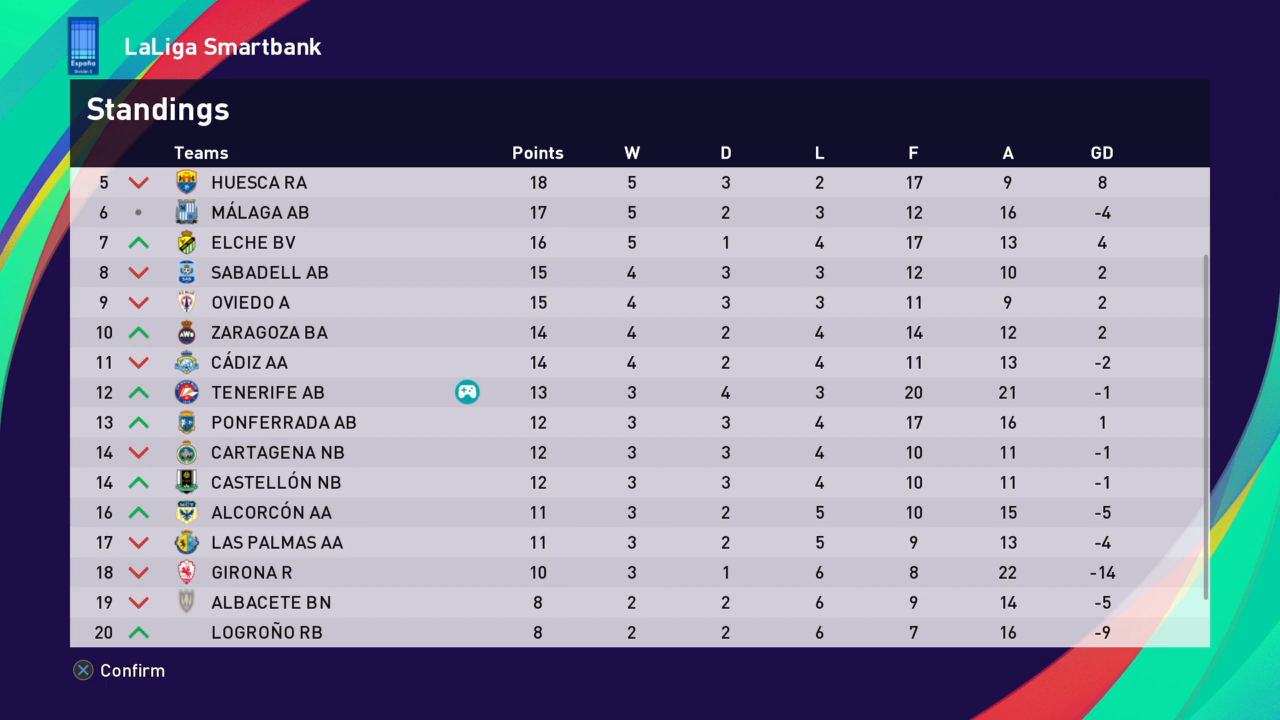 España
LaLiga Smartbank
Standings
Teams Points W D L F A GD
5 HUESCA RA 18 5 3 2 17 9 8
6 MÁLAGA AB 17 5 2 3 12 16 -4
7 ELCHE BV 16 5 1 4 17 13 4
8 SABADELL AB 15 4 3 3 12 10 2
9 OVIEDO A 15 4 3 3 11 9 2
10 ZARAGOZA BA 14 4 2 4 14 12 2
11 CÁDIZ AA 14 4 2 4 11 13 -2
12 TENERIFE AB 13 3 4 3 20 21 -1
13 PONFERRADA AB 12 3 3 4 17 16 1
14 CARTAGENA NB 12 3 3 4 10 11 -1
14 CASTELLÓN NB 12 3 3 4 10 11 -1
16 ALCORCÓN AA 11 3 2 5 10 15 -5
17 LAS PALMAS AA 11 3 2 5 9 13 -4
18 GIRONA R 10 3 1 6 8 22 -14
19 ALBACETE BN 8 2 2 6 9 14 -5
20 LOGROÑO RB 8 2 2 6 7 16 -9
Confirm